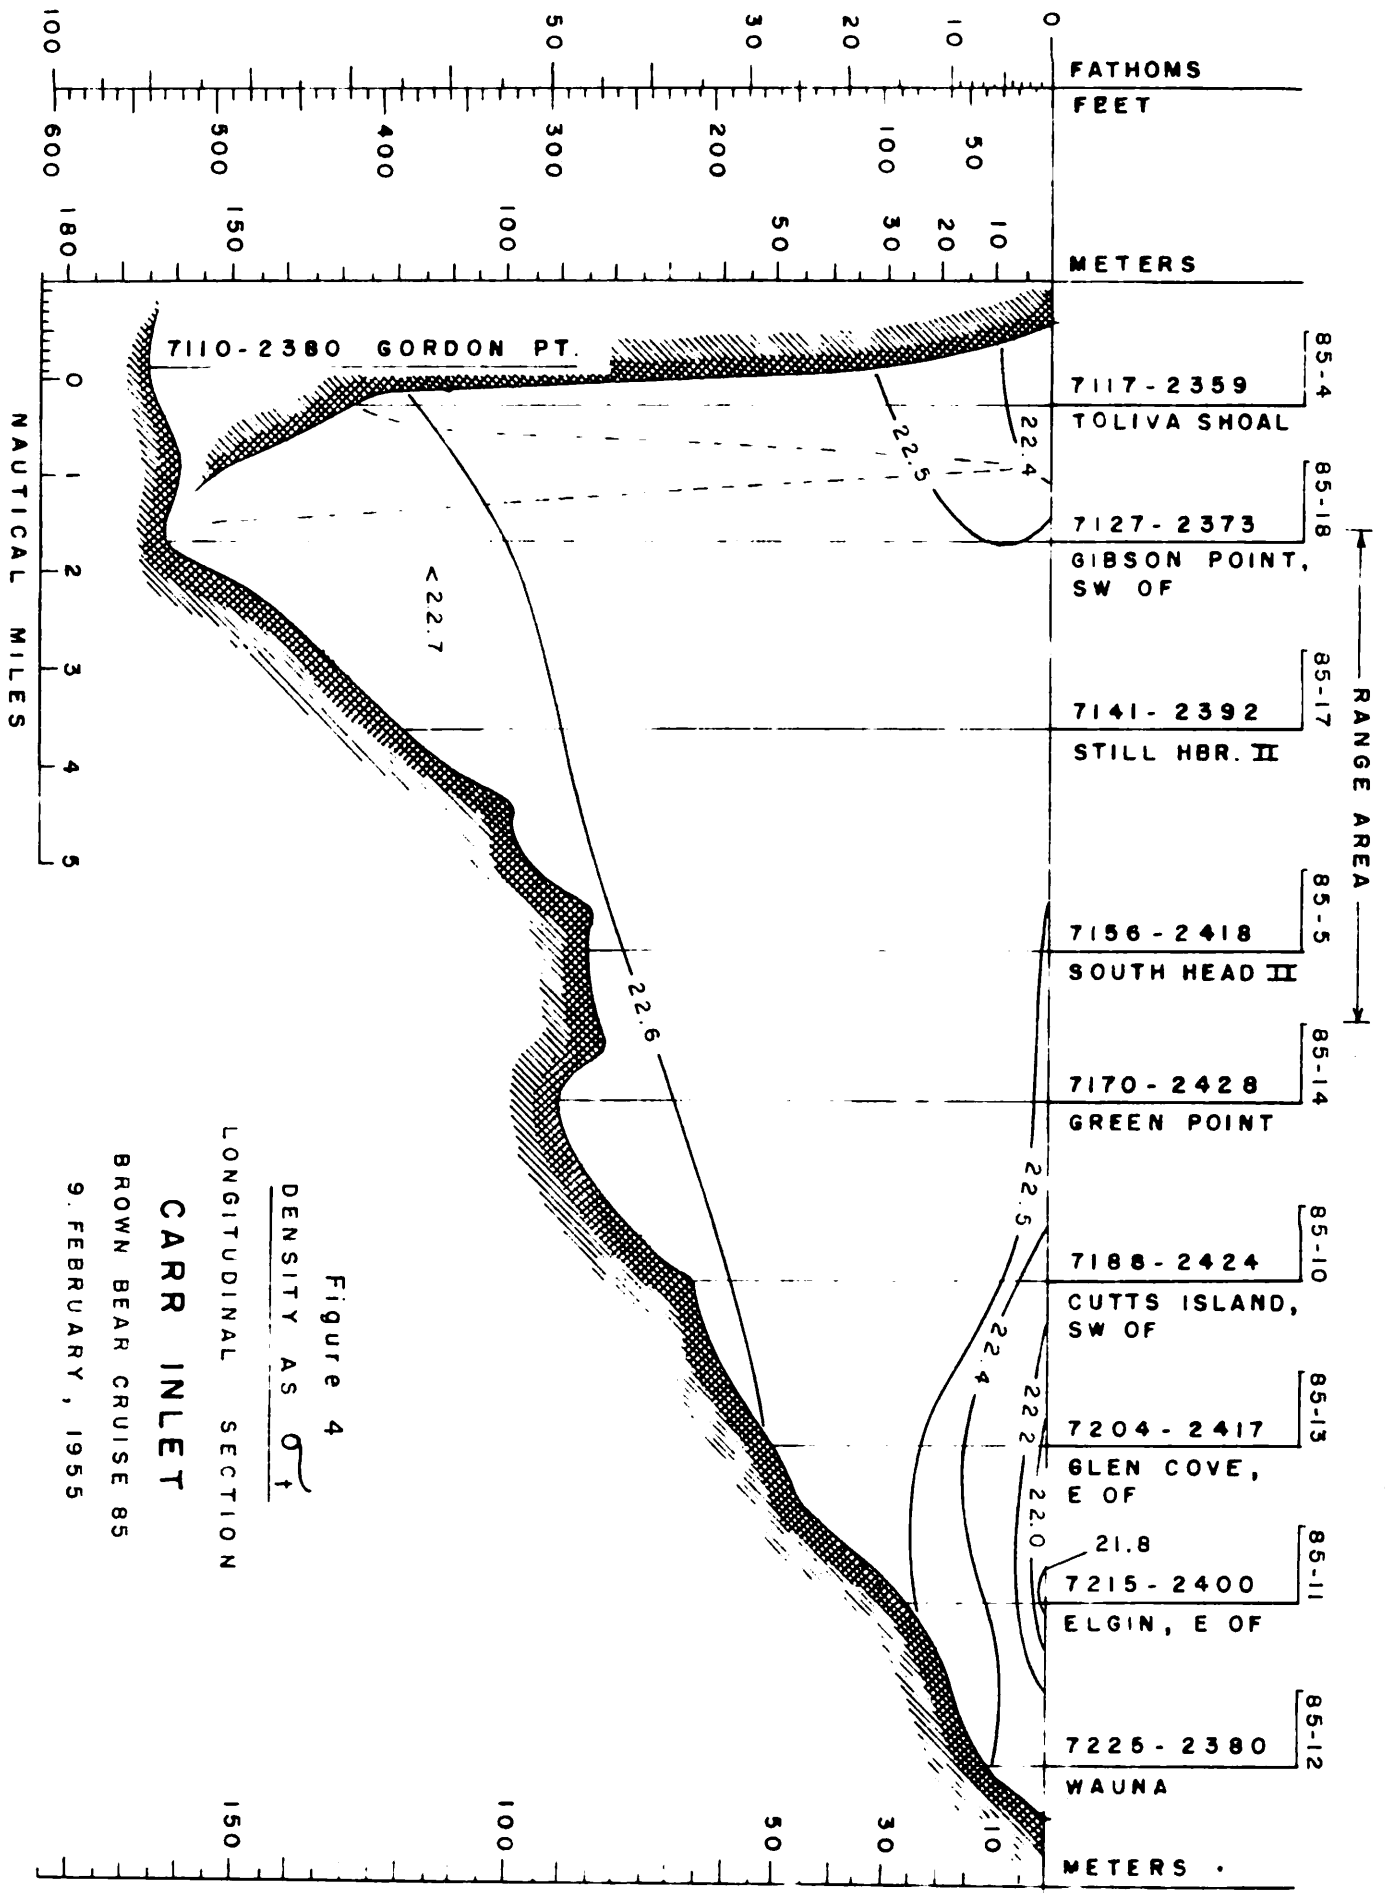 FATHOMS
0 10 20 30 50 100
FEET
50 100 200 300 400 500 600
METERS
10 20 30 50 100 150 180
85-4
7117-2359
TOLIVA SHOAL
85-18
7127-2373
GIBSON POINT,
SW OF
85-17
7141-2392
STILL HBR. II
85-5
7156-2418
SOUTH HEAD II
85-14
7170-2428
GREEN POINT
85-10
7188-2424
CUTTS ISLAND,
SW OF
85-13
7204-2417
GLEN COVE,
E OF
85-11
7215-2400
ELGIN, E OF
85-12
7225-2380
WAUNA
RANGE AREA
7110-2380 GORDON PT.
22.4
22.5
<22.7
22.6
22.5
22.4
22.2
22.0
21.8
METERS
10 30 50 100 150
0 1 2 3 4 5
NAUTICAL MILES
Figure 4
DENSITY AS σt
LONGITUDINAL SECTION
CARR INLET
BROWN BEAR CRUISE 85
9. FEBRUARY, 1955